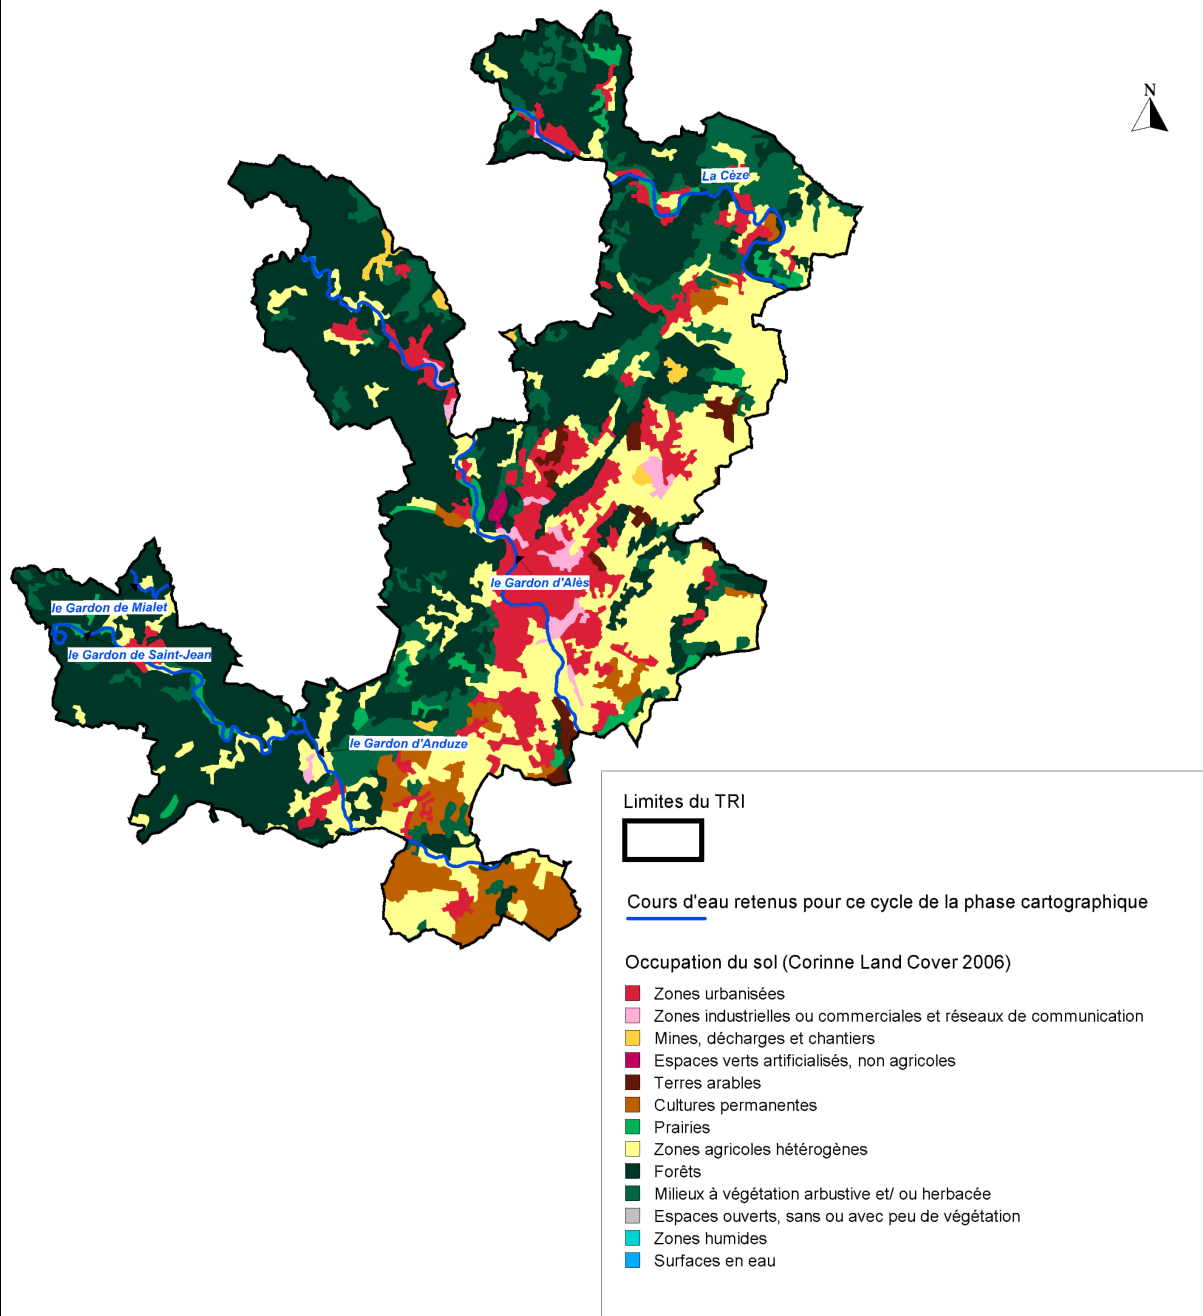 N
La Cèze
le Gardon d'Alès
le Gardon de Mialet
le Gardon de Saint-Jean
le Gardon d'Anduze
Limites du TRI
Cours d'eau retenus pour ce cycle de la phase cartographique
Occupation du sol (Corinne Land Cover 2006)
Zones urbanisées
Zones industrielles ou commerciales et réseaux de communication
Mines, décharges et chantiers
Espaces verts artificialisés, non agricoles
Terres arables
Cultures permanentes
Prairies
Zones agricoles hétérogènes
Forêts
Milieux à végétation arbustive et/ ou herbacée
Espaces ouverts, sans ou avec peu de végétation
Zones humides
Surfaces en eau